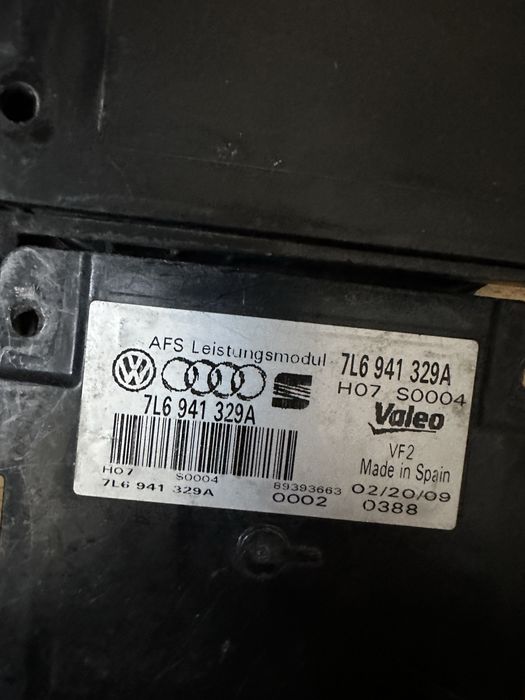 AFS Leistungsmodul 7L6 941 329A
H07 S0004
7L6 941 329A
Valeo
VF2
Made in Spain
H07 S0004
7L6 941 329A
89393663
0002
02/20/09
0388